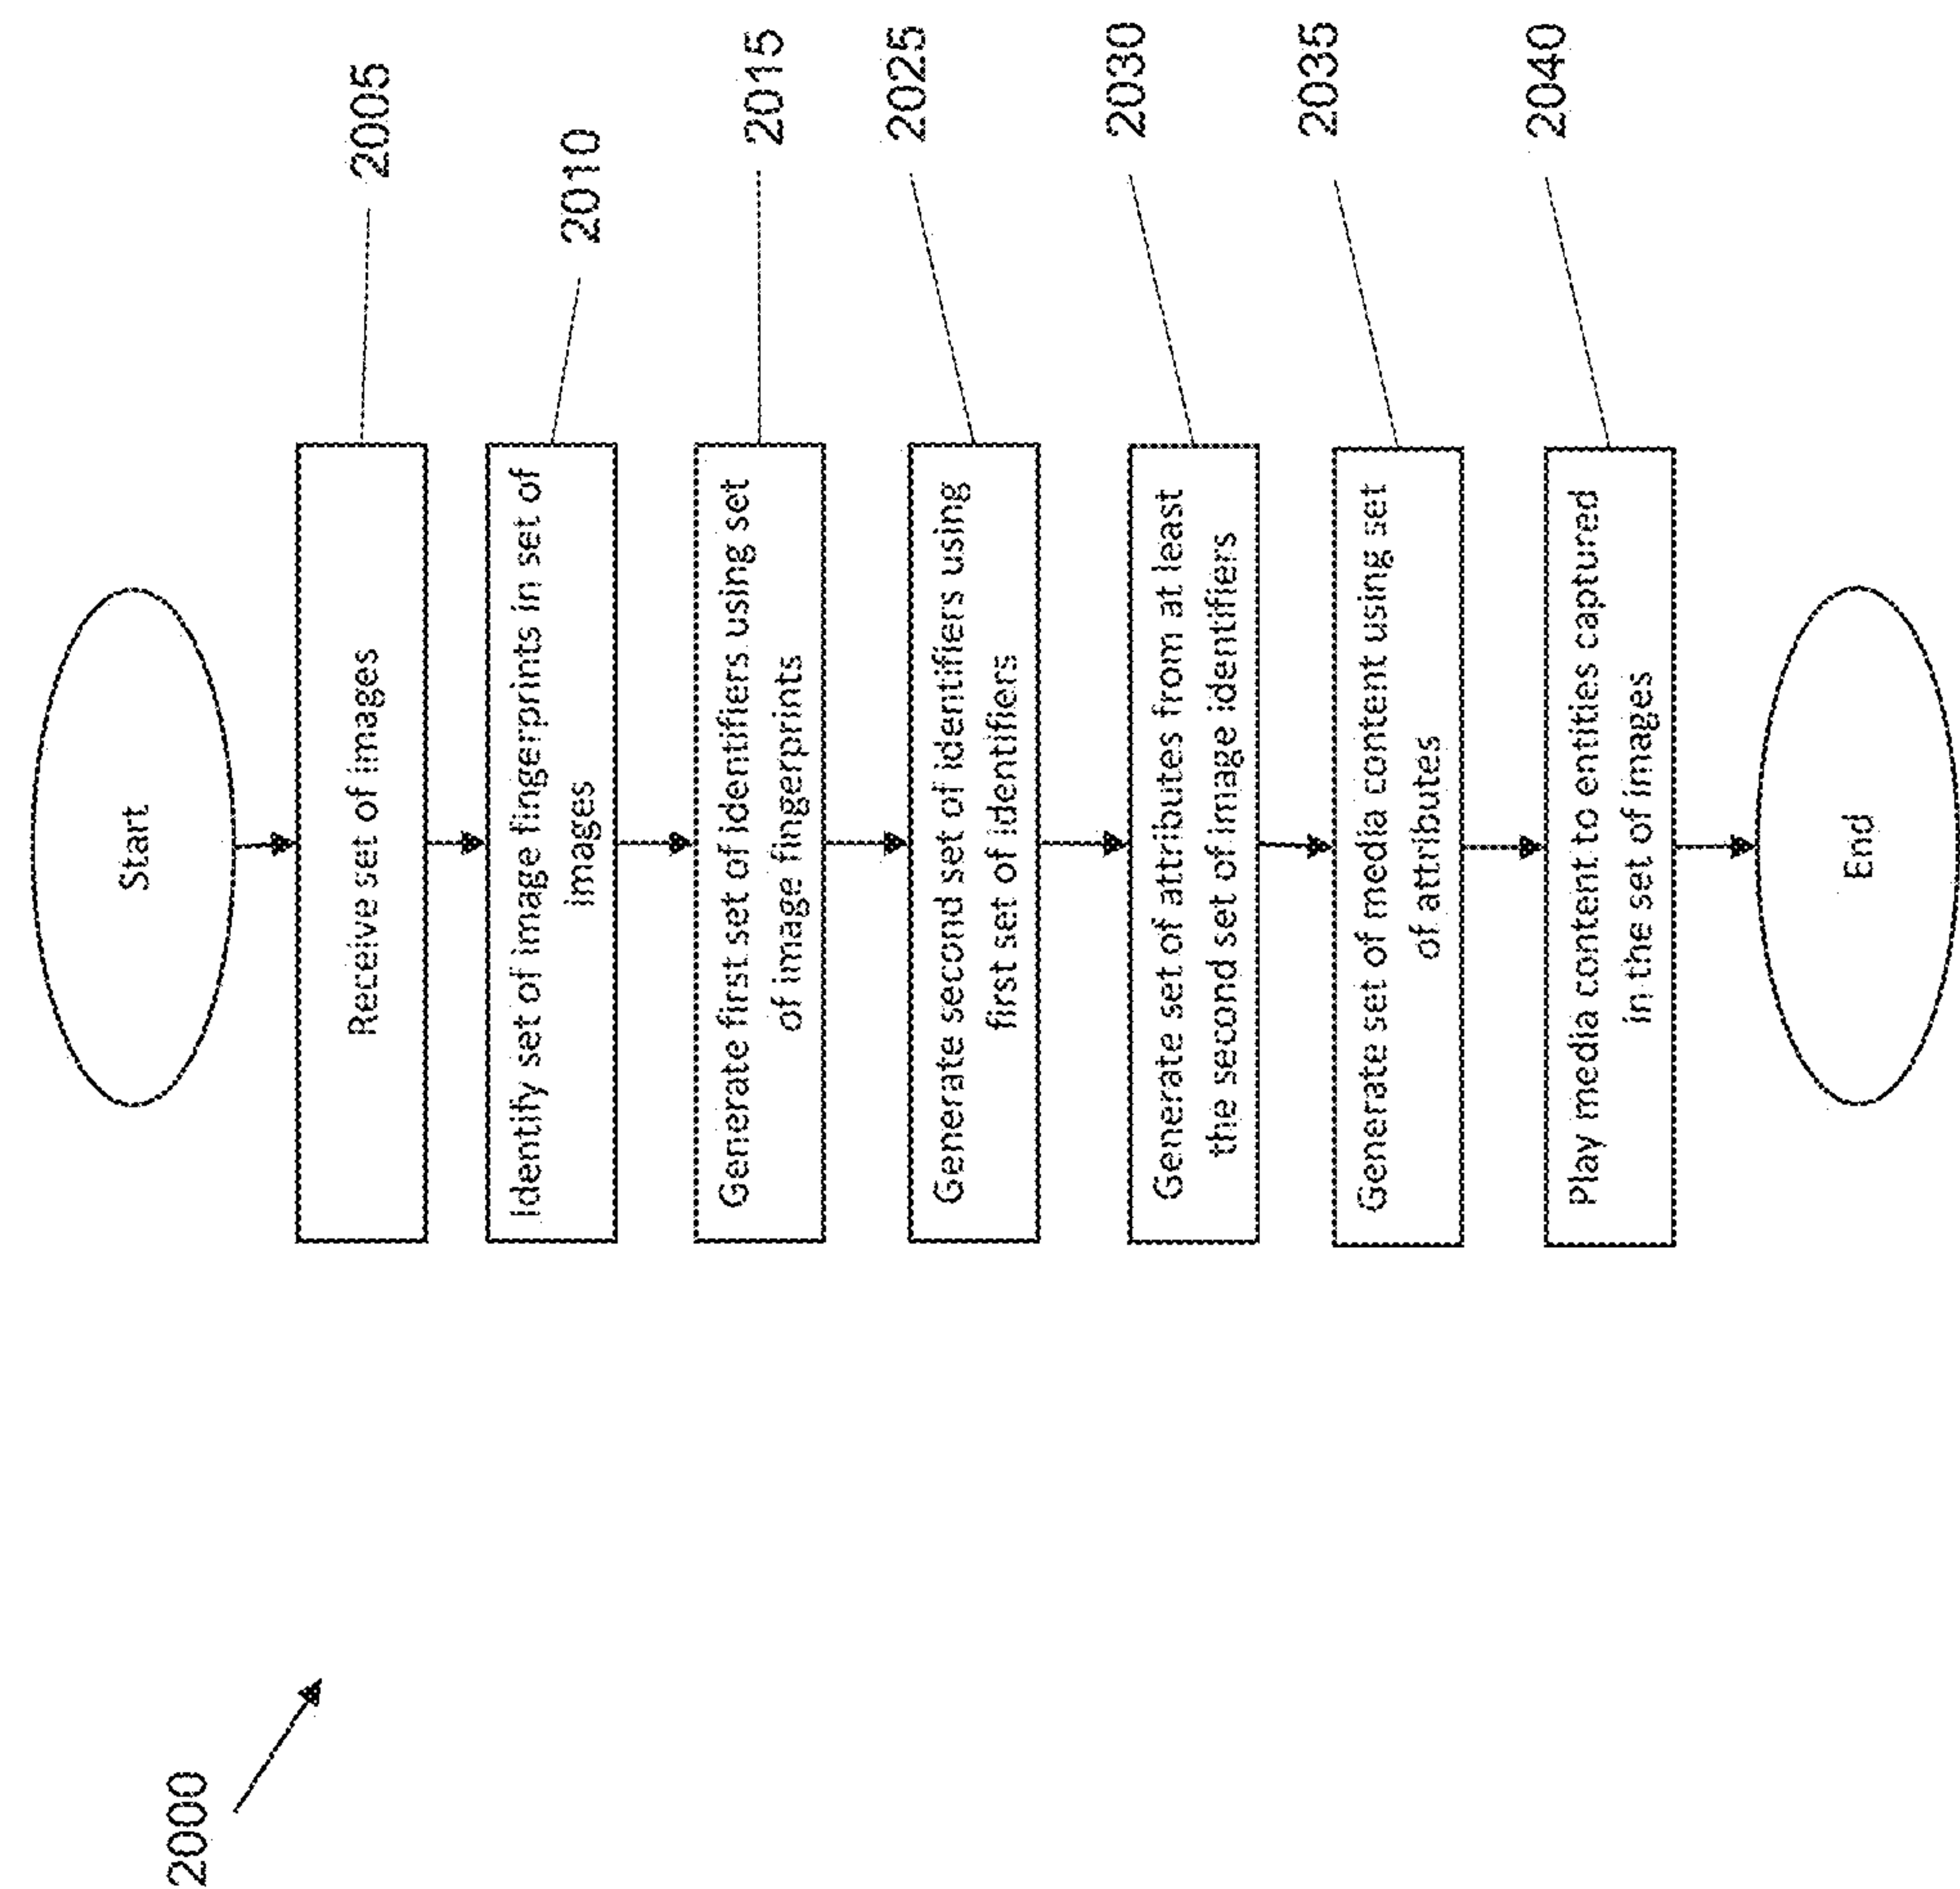 2000
Start
Receive set of images
2005
Identify set of image fingerprints in set of
images
2010
Generate first set of identifiers using set
of image fingerprints
2015
Generate second set of identifiers using
first set of identifiers
2025
Generate set of attributes from at least
the second set of image identifiers
2030
Generate set of media content using set
of attributes
2035
Play media content to entities captured
in the set of images
2040
End